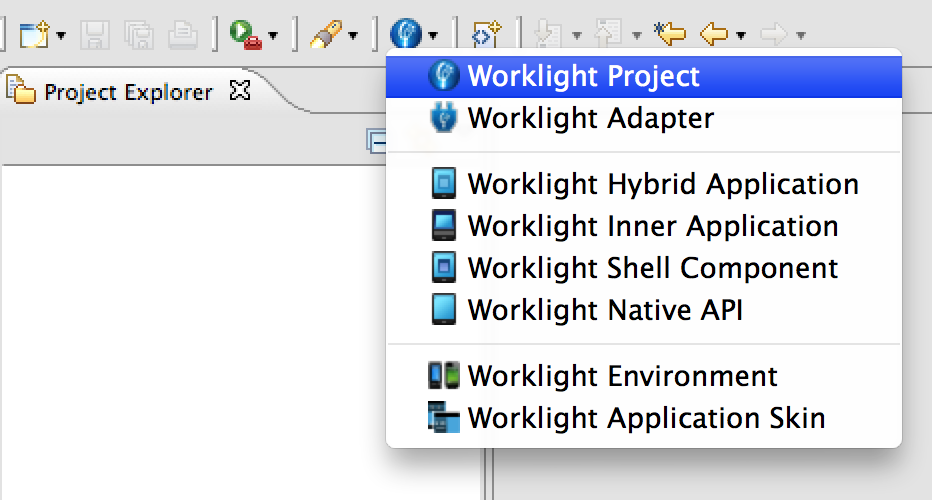 Project Explorer
Worklight Project
Worklight Adapter
Worklight Hybrid Application
Worklight Inner Application
Worklight Shell Component
Worklight Native API
Worklight Environment
Worklight Application Skin